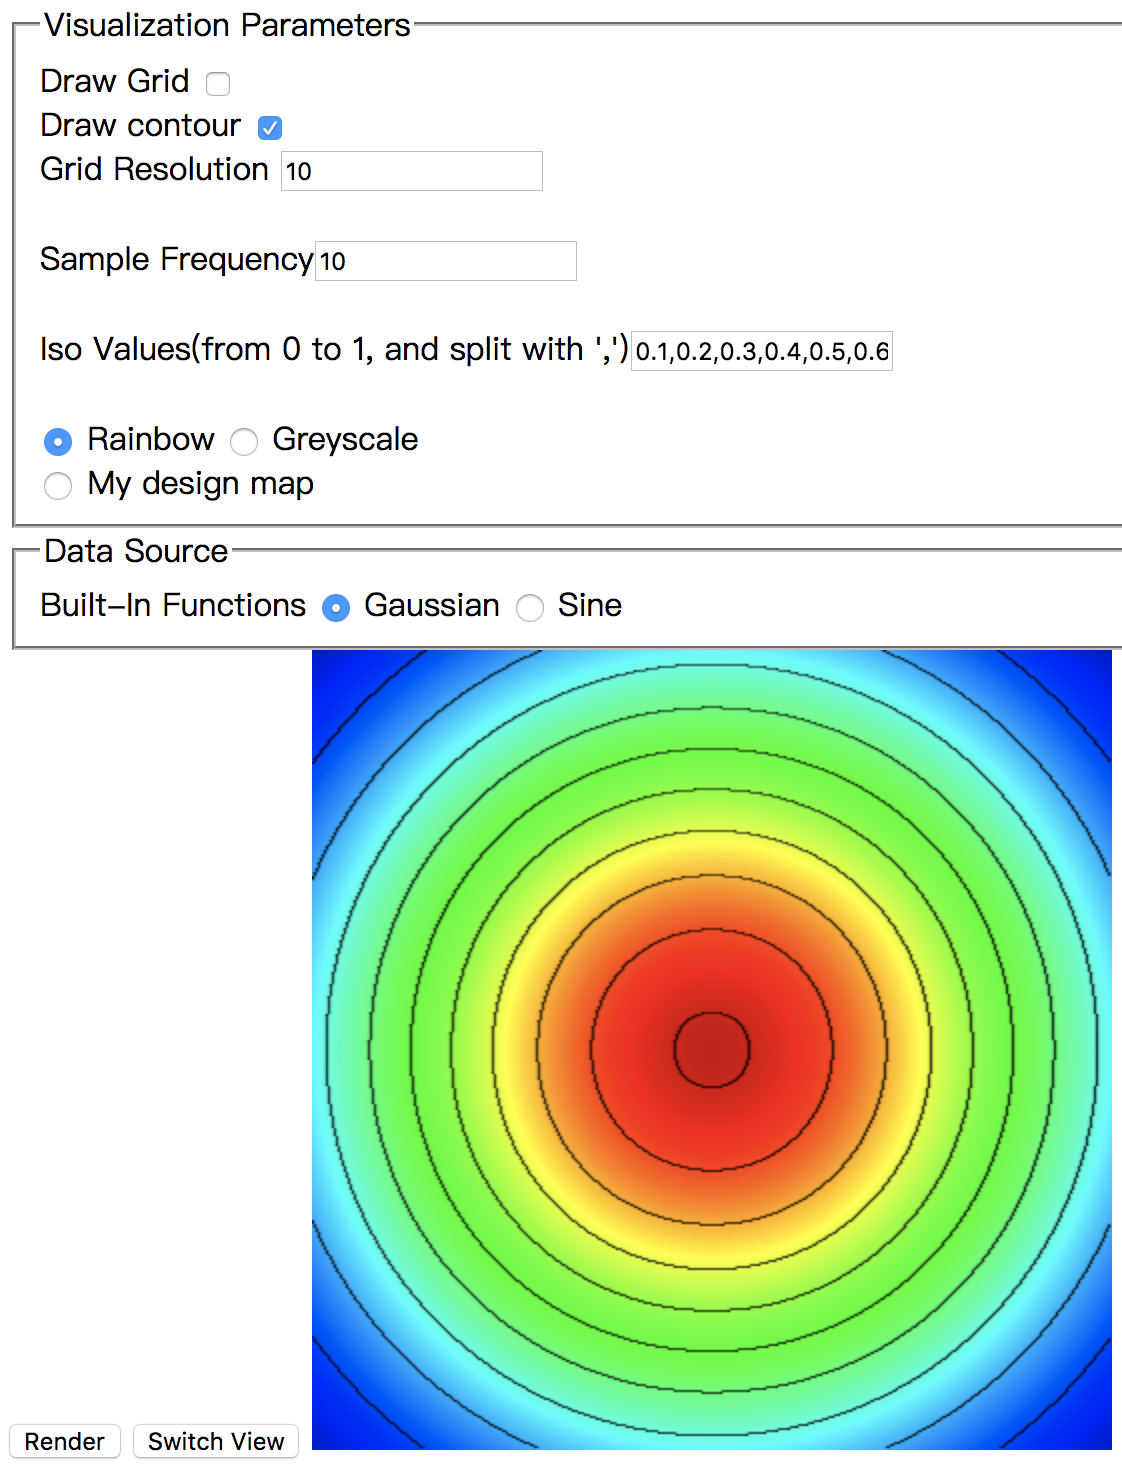 Visualization Parameters
Draw Grid
Draw contour
Grid Resolution 10
Sample Frequency 10
Iso Values(from 0 to 1, and split with ',') 0.1,0.2,0.3,0.4,0.5,0.6
Rainbow Greyscale
My design map
Data Source
Built-In Functions Gaussian Sine
Render Switch View